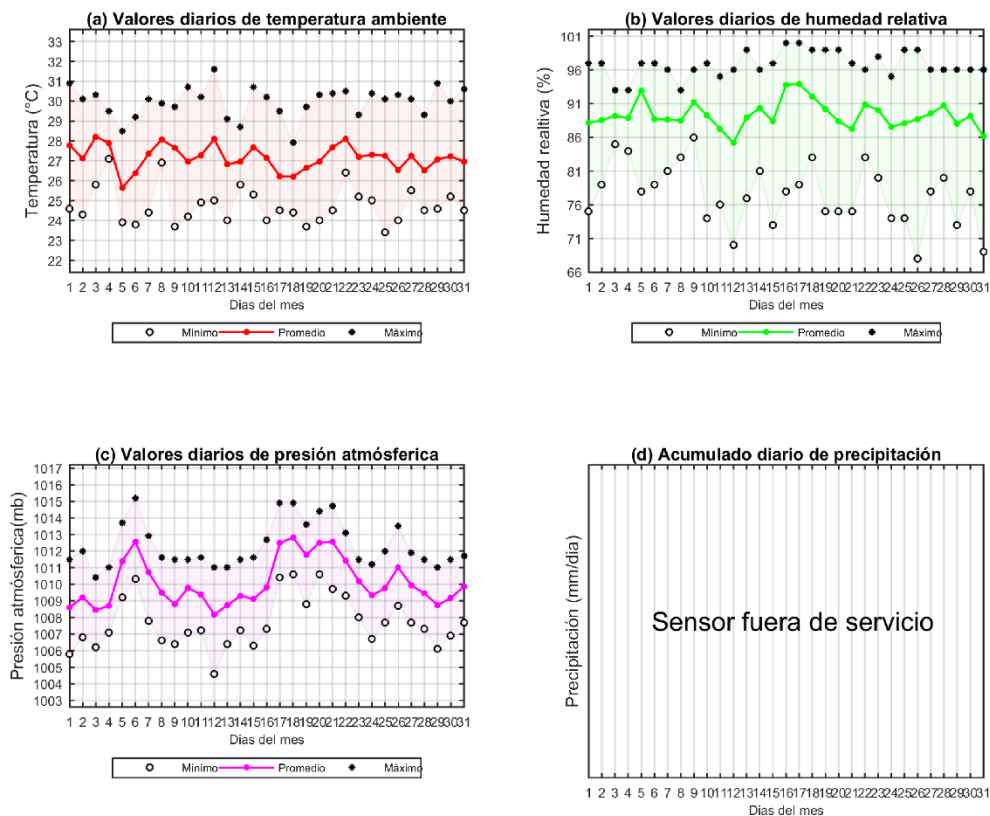 (a) Valores diarios de temperatura ambiente
Temperatura (°C)
33
32
31
30
29
28
27
26
25
24
23
22
1 2 3 4 5 6 7 8 9 10 11 12 13 14 15 16 17 18 19 20 21 22 23 24 25 26 27 28 29 30 31
Dias del mes
Mínimo Promedio Máximo
(b) Valores diarios de humedad relativa
Humedad realtiva (%)
101
96
91
86
81
76
71
66
1 2 3 4 5 6 7 8 9 10 11 12 13 14 15 16 17 18 19 20 21 22 23 24 25 26 27 28 29 30 31
Dias del mes
Mínimo Promedio Máximo
(c) Valores diarios de presión atmósferica
Presión atmósferica(mb)
1017
1016
1015
1014
1013
1012
1011
1010
1009
1008
1007
1006
1005
1004
1003
1 2 3 4 5 6 7 8 9 10 11 12 13 14 15 16 17 18 19 20 21 22 23 24 25 26 27 28 29 30 31
Dias del mes
Mínimo Promedio Máximo
(d) Acumulado diario de precipitación
Precipitación (mm/dia)
Sensor fuera de servicio
1 2 3 4 5 6 7 8 9 10 11 12 13 14 15 16 17 18 19 20 21 22 23 24 25 26 27 28 29 30 31
Dias del mes